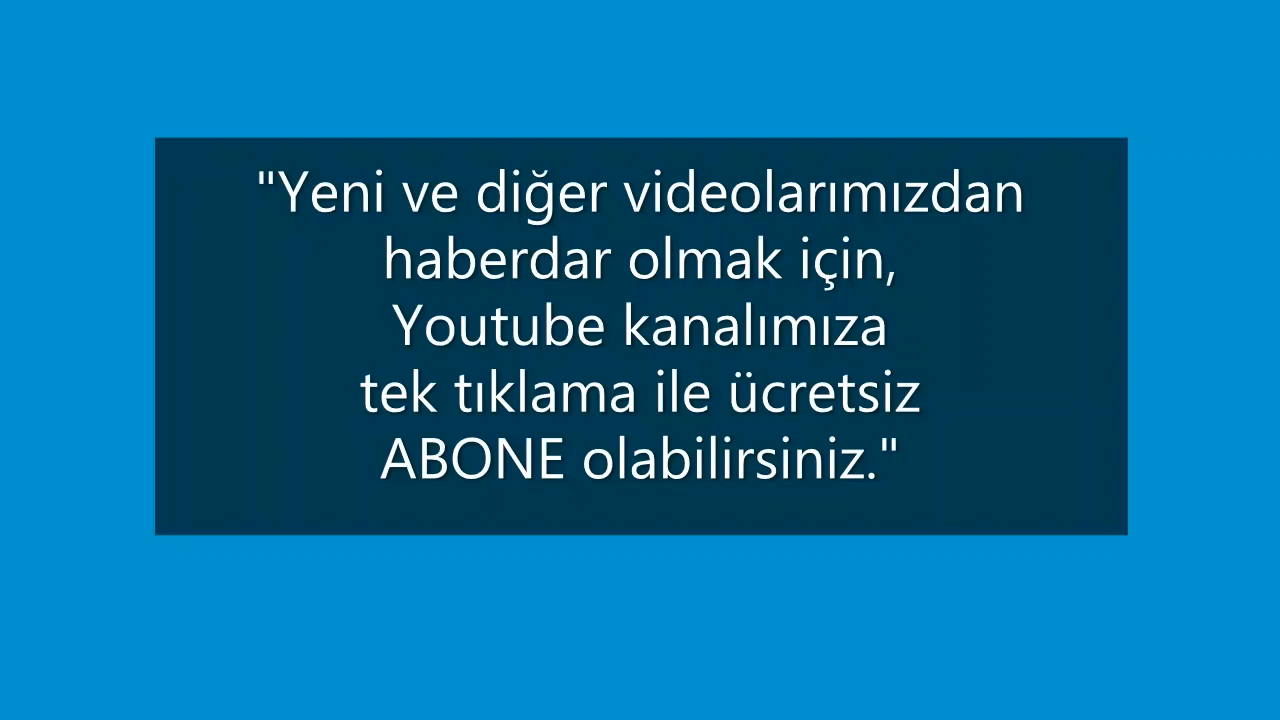 "Yeni ve diğer videolarımızdan
haberdar olmak için,
Youtube kanalımıza
tek tıklama ile ücretsiz
ABONE olabilirsiniz."